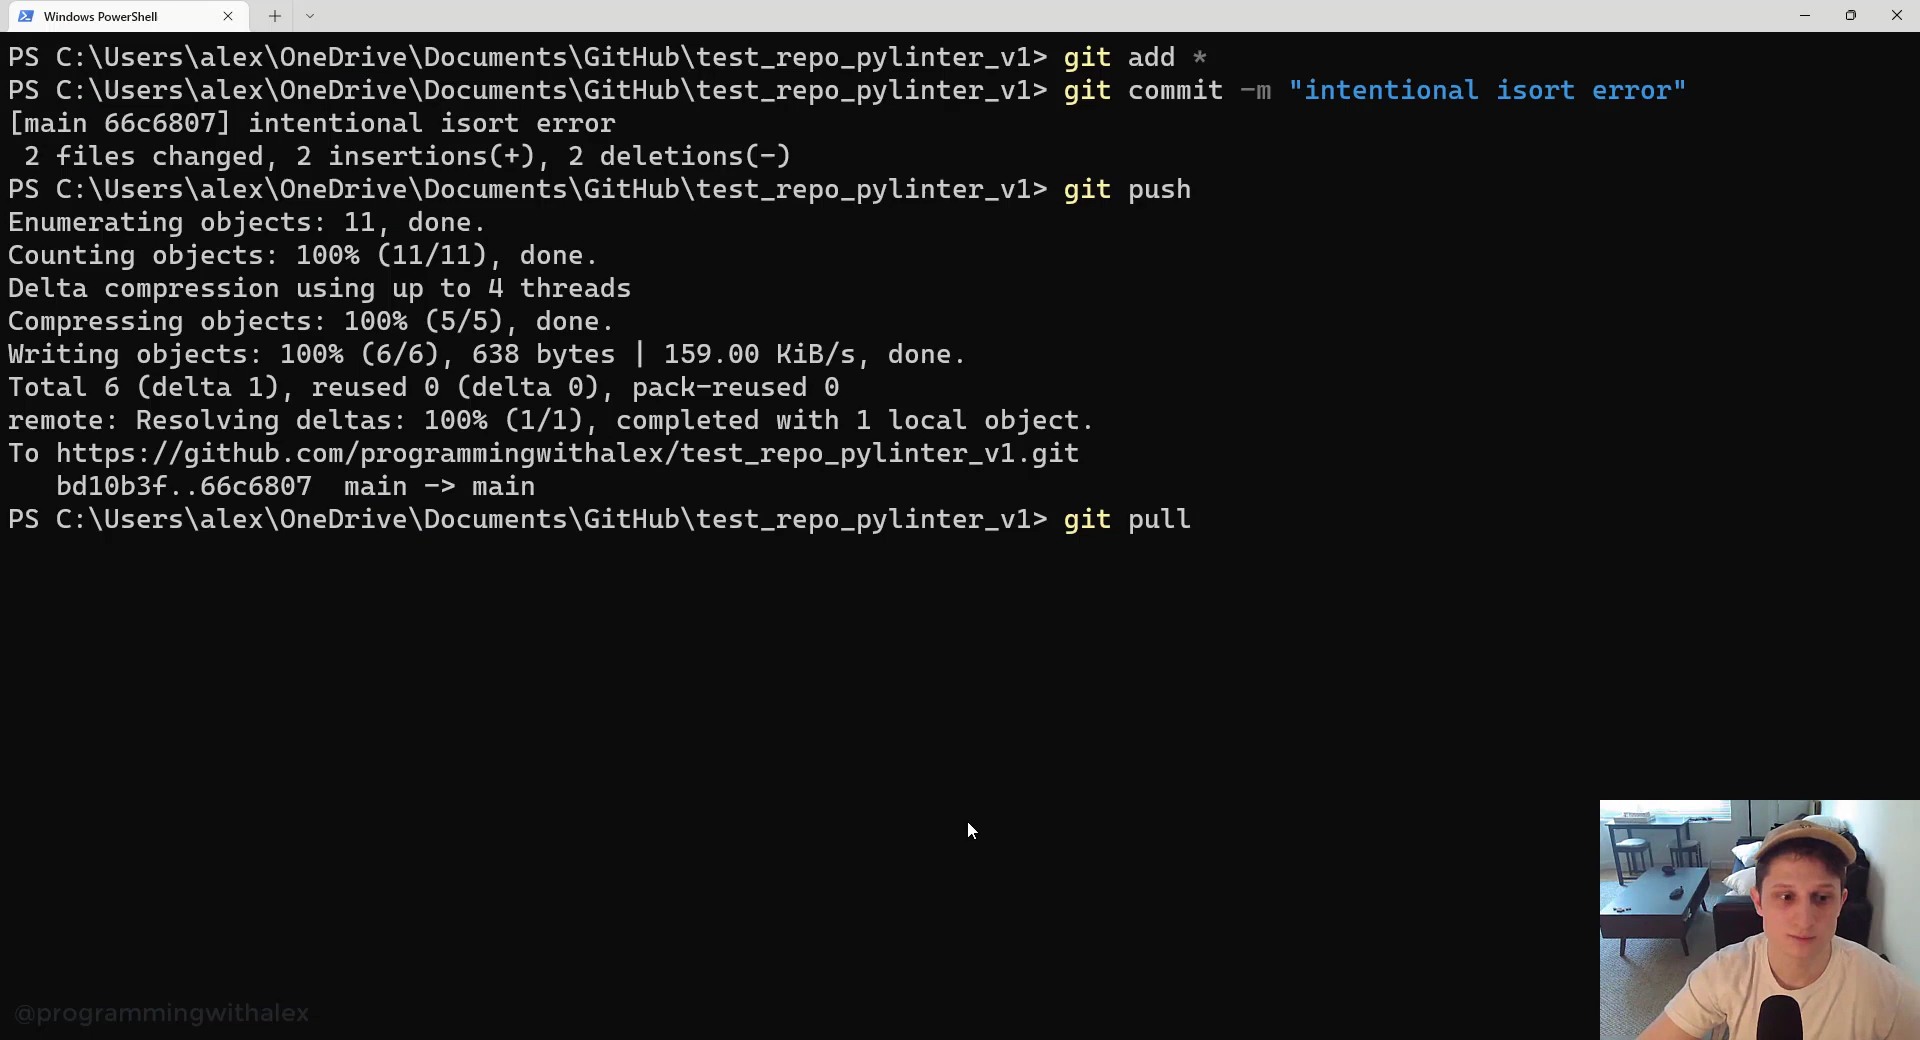 Windows PowerShell
PS C:\Users\alex\OneDrive\Documents\GitHub\test_repo_pylinter_v1> git add *
PS C:\Users\alex\OneDrive\Documents\GitHub\test_repo_pylinter_v1> git commit -m "intentional isort error"
[main 66c6807] intentional isort error
 2 files changed, 2 insertions(+), 2 deletions(-)
PS C:\Users\alex\OneDrive\Documents\GitHub\test_repo_pylinter_v1> git push
Enumerating objects: 11, done.
Counting objects: 100% (11/11), done.
Delta compression using up to 4 threads
Compressing objects: 100% (5/5), done.
Writing objects: 100% (6/6), 638 bytes | 159.00 KiB/s, done.
Total 6 (delta 1), reused 0 (delta 0), pack-reused 0
remote: Resolving deltas: 100% (1/1), completed with 1 local object.
To https://github.com/programmingwithalex/test_repo_pylinter_v1.git
   bd10b3f..66c6807  main -> main
PS C:\Users\alex\OneDrive\Documents\GitHub\test_repo_pylinter_v1> git pull
@programmingwithalex